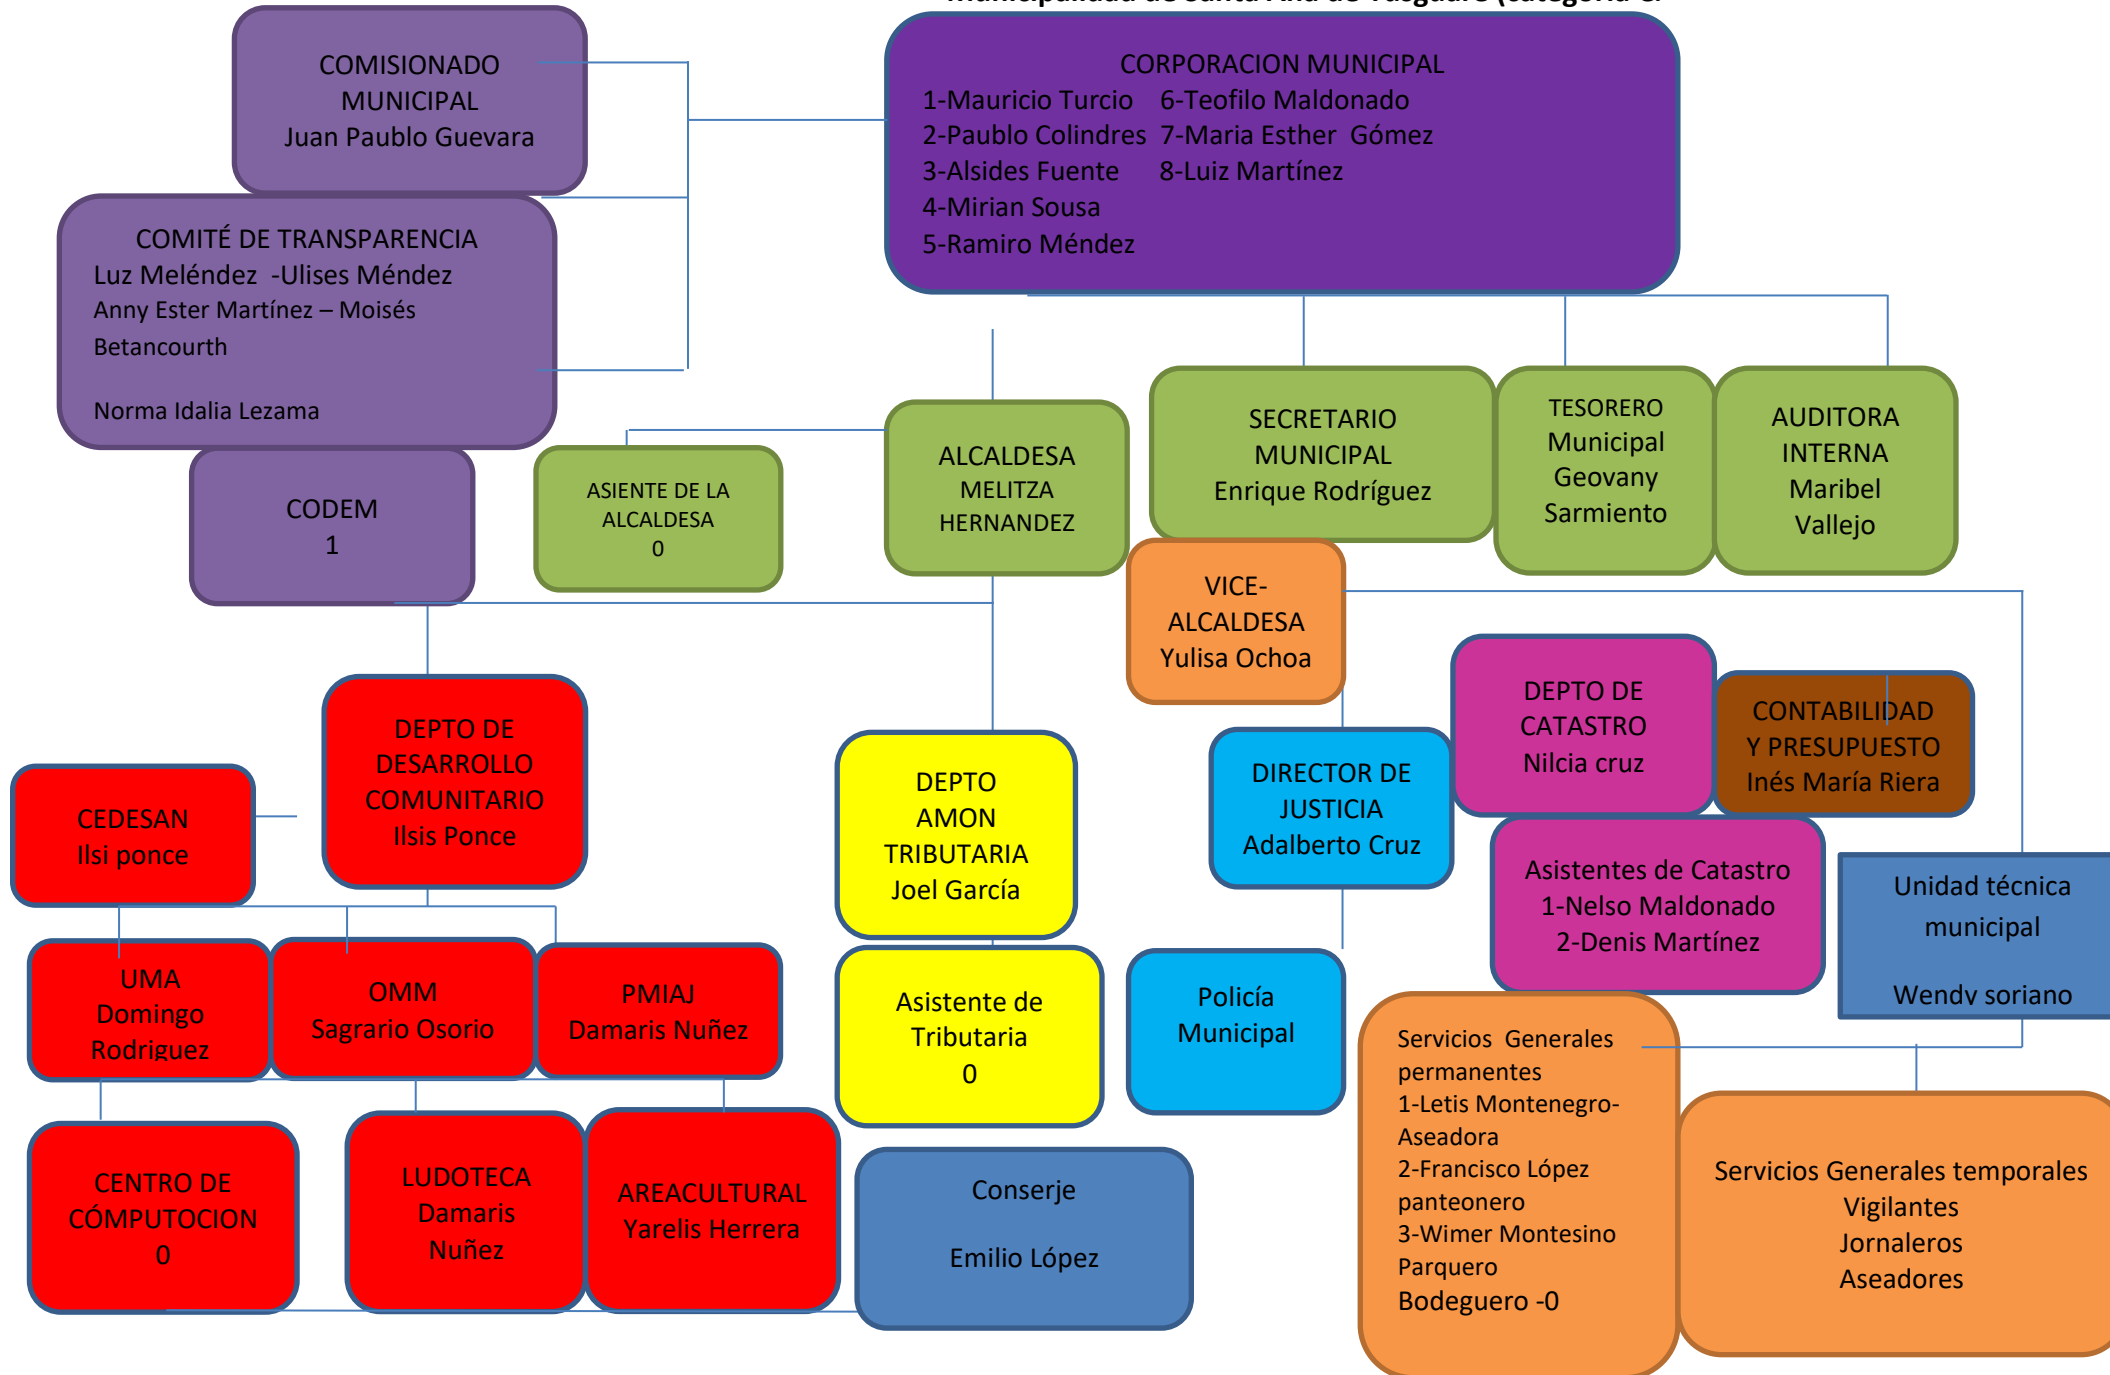 Municipalidad de Santa Ana de Yusguare (categoría C.
COMISIONADO
MUNICIPAL
Juan Paublo Guevara
CORPORACION MUNICIPAL
1-Mauricio Turcio 6-Teofilo Maldonado
2-Paublo Colindres 7-Maria Esther Gómez
3-Alsides Fuente 8-Luiz Martínez
4-Mirian Sousa
5-Ramiro Méndez
COMITÉ DE TRANSPARENCIA
Luz Meléndez -Ulises Méndez
Anny Ester Martínez – Moisés
Betancourth
Norma Idalia Lezama
CODEM
1
ASIENTE DE LA
ALCALDESA
0
ALCALDESA
MELITZA
HERNANDEZ
SECRETARIO
MUNICIPAL
Enrique Rodríguez
TESORERO
Municipal
Geovany
Sarmiento
AUDITORA
INTERNA
Maribel
Vallejo
VICE-
ALCALDESA
Yulisa Ochoa
DEPTO DE
DESARROLLO
COMUNITARIO
Ilsis Ponce
CEDESAN
Ilsi ponce
DEPTO
AMON
TRIBUTARIA
Joel García
DIRECTOR DE
JUSTICIA
Adalberto Cruz
DEPTO DE
CATASTRO
Nilcia cruz
CONTABILIDAD
Y PRESUPUESTO
Inés María Riera
Asistentes de Catastro
1-Nelso Maldonado
2-Denis Martínez
Unidad técnica
municipal
Wendy soriano
UMA
Domingo
Rodriguez
OMM
Sagrario Osorio
PMIAJ
Damaris Nuñez
Asistente de
Tributaria
0
Policía
Municipal
Servicios Generales
permanentes
1-Letis Montenegro-
Aseadora
2-Francisco López
panteonero
3-Wimer Montesino
Parquero
Bodeguero -0
Servicios Generales temporales
Vigilantes
Jornaleros
Aseadores
CENTRO DE
CÓMPUTOCION
0
LUDOTECA
Damaris
Nuñez
AREACULTURAL
Yarelis Herrera
Conserje
Emilio López